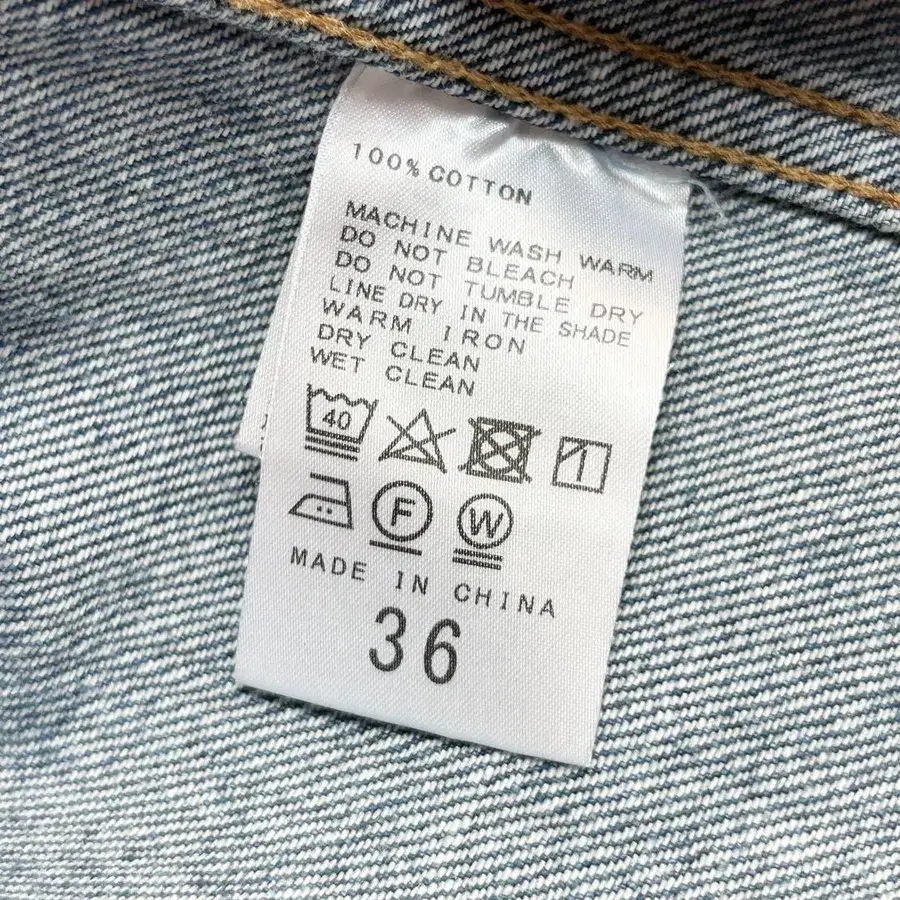 100% COTTON
MACHINE WASH WARM
DO NOT BLEACH
DO NOT TUMBLE DRY
LINE DRY IN THE SHADE
WARM IRON
DRY CLEAN
WET CLEAN
40
F W
MADE IN CHINA
36